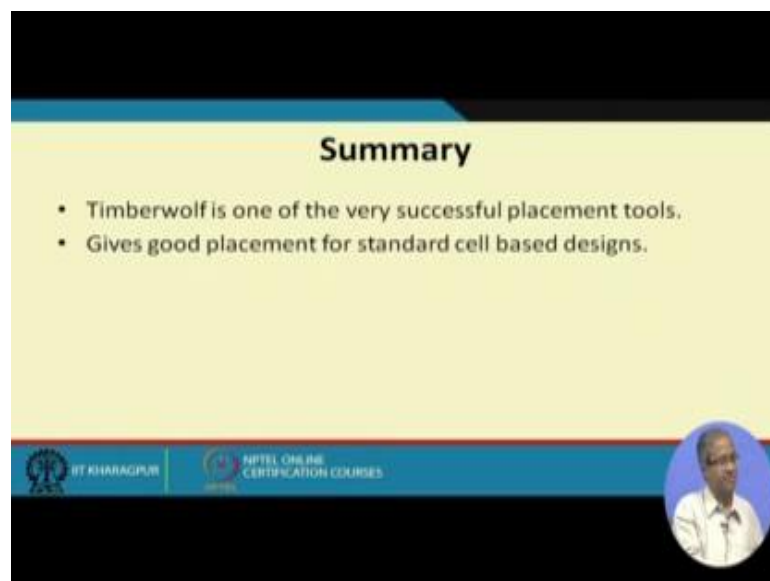 Summary
• Timberwolf is one of the very successful placement tools.
• Gives good placement for standard cell based designs.
IIT KHARAGPUR
NPTEL ONLINE
CERTIFICATION COURSES